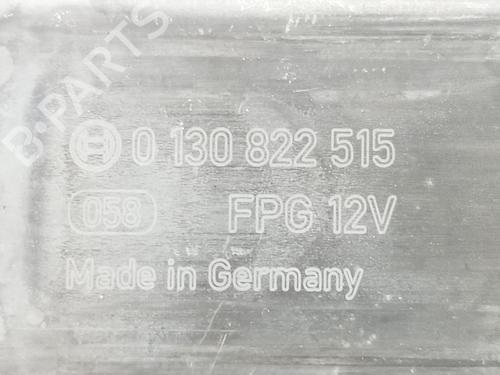 B-PARTS
0 130 822 515
058 FPG 12V
Made in Germany